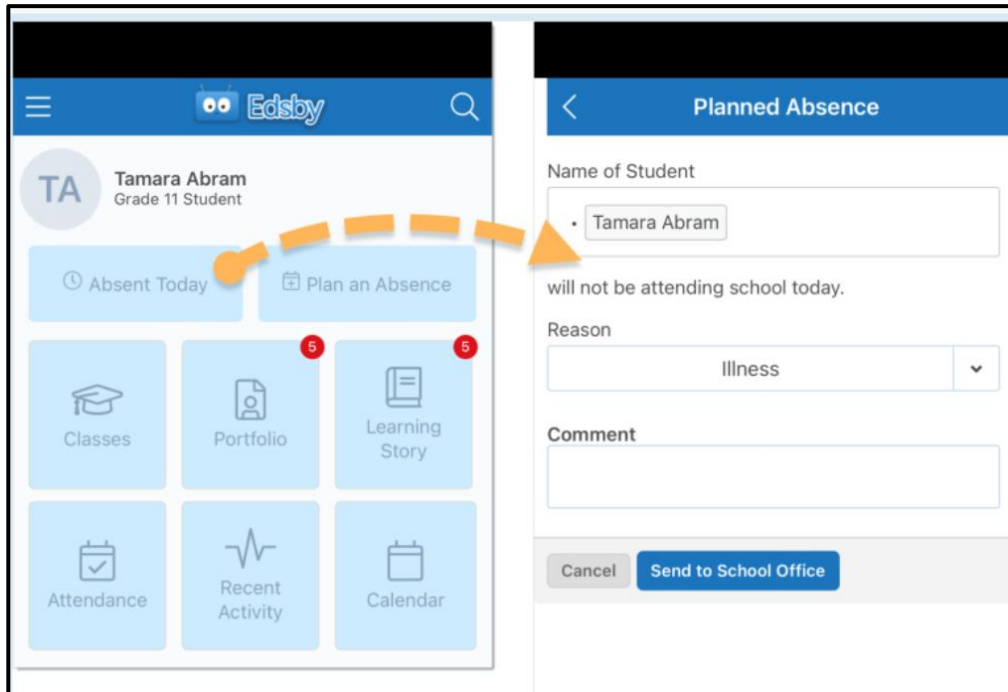 Edsby
TA
Tamara Abram
Grade 11 Student
Absent Today
Plan an Absence
5
5
Classes
Portfolio
Learning
Story
Attendance
Recent
Activity
Calendar
Planned Absence
Name of Student
• Tamara Abram
will not be attending school today.
Reason
Illness
Comment
Cancel
Send to School Office